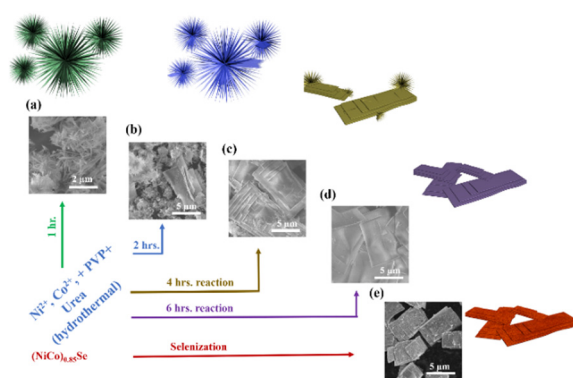 (a)
2 μm
(b)
5 μm
(c)
5 μm
(d)
5 μm
(e)
5 μm
1 hr.
2 hrs.
4 hrs. reaction
6 hrs. reaction
Selenization
Ni²⁺, Co²⁺, + PVP+
Urea
(hydrothermal)
(NiCo)₀.₈₅Se